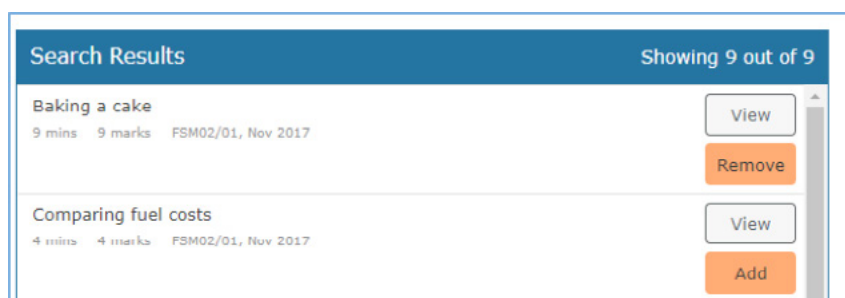 Search Results
Showing 9 out of 9
Baking a cake
View
9 mins 9 marks FSM02/01, Nov 2017
Remove
Comparing fuel costs
View
4 mins 4 marks FSM02/01, Nov 2017
Add